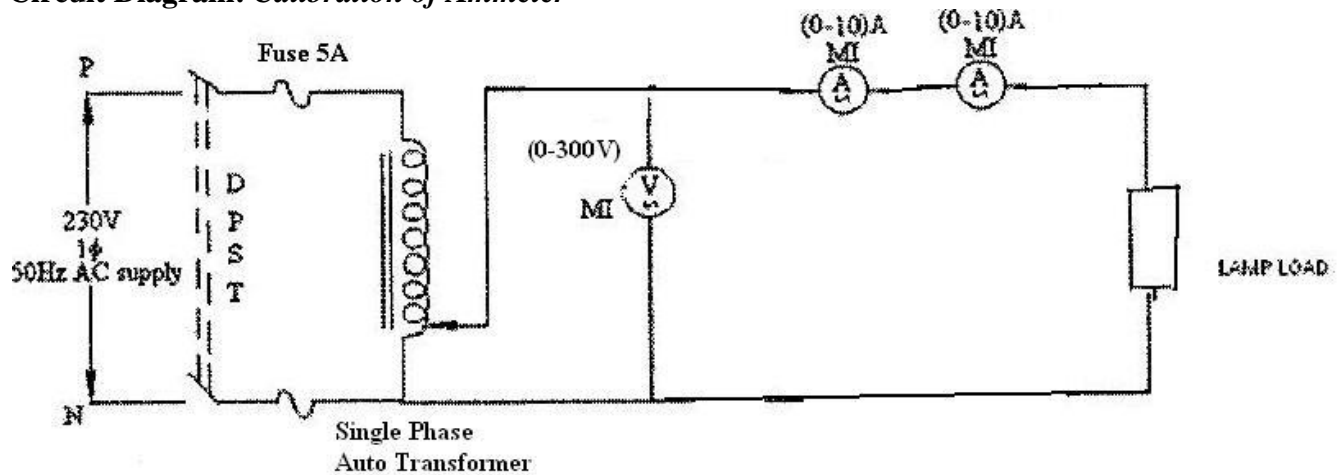 Circuit Diagram: Calibration of Ammeter
P
Fuse 5A
(0-10)A
MI
A
(0-10)A
MI
A
D
P
S
T
230V
1ϕ
50Hz AC supply
(0-300V)
V
MI
LAMP LOAD
N
Single Phase
Auto Transformer